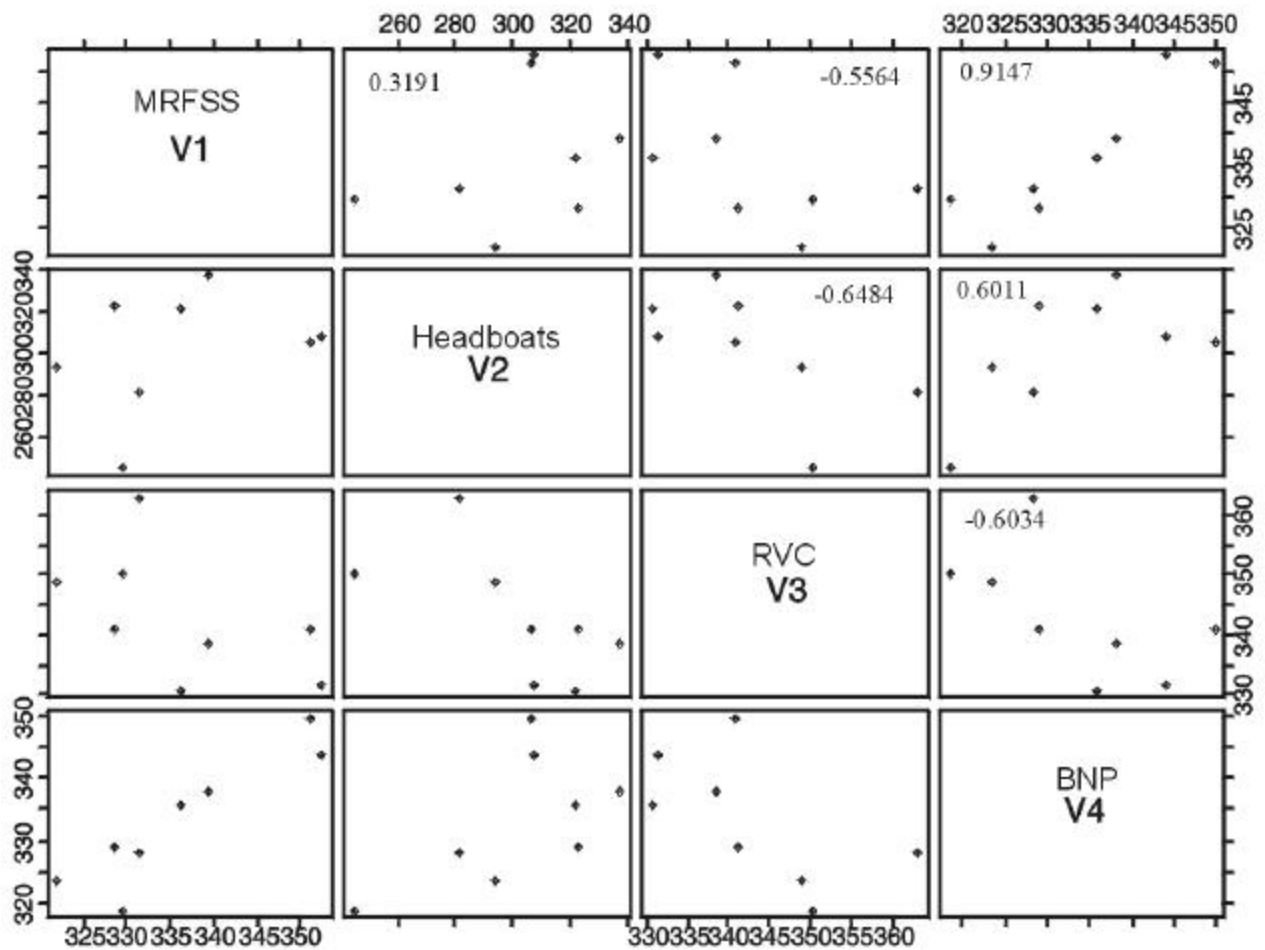 260 280 300 320 340
320 325 330 335 340 345 350
MRFSS
V1
0.3191
-0.5564
0.9147
325 335 345
260 280 300 320 340
Headboats
V2
-0.6484
0.6011
RVC
V3
-0.6034
330 340 350 360
320 330 340 350
BNP
V4
325 330 335 340 345 350
330 335 340 345 350 355 360